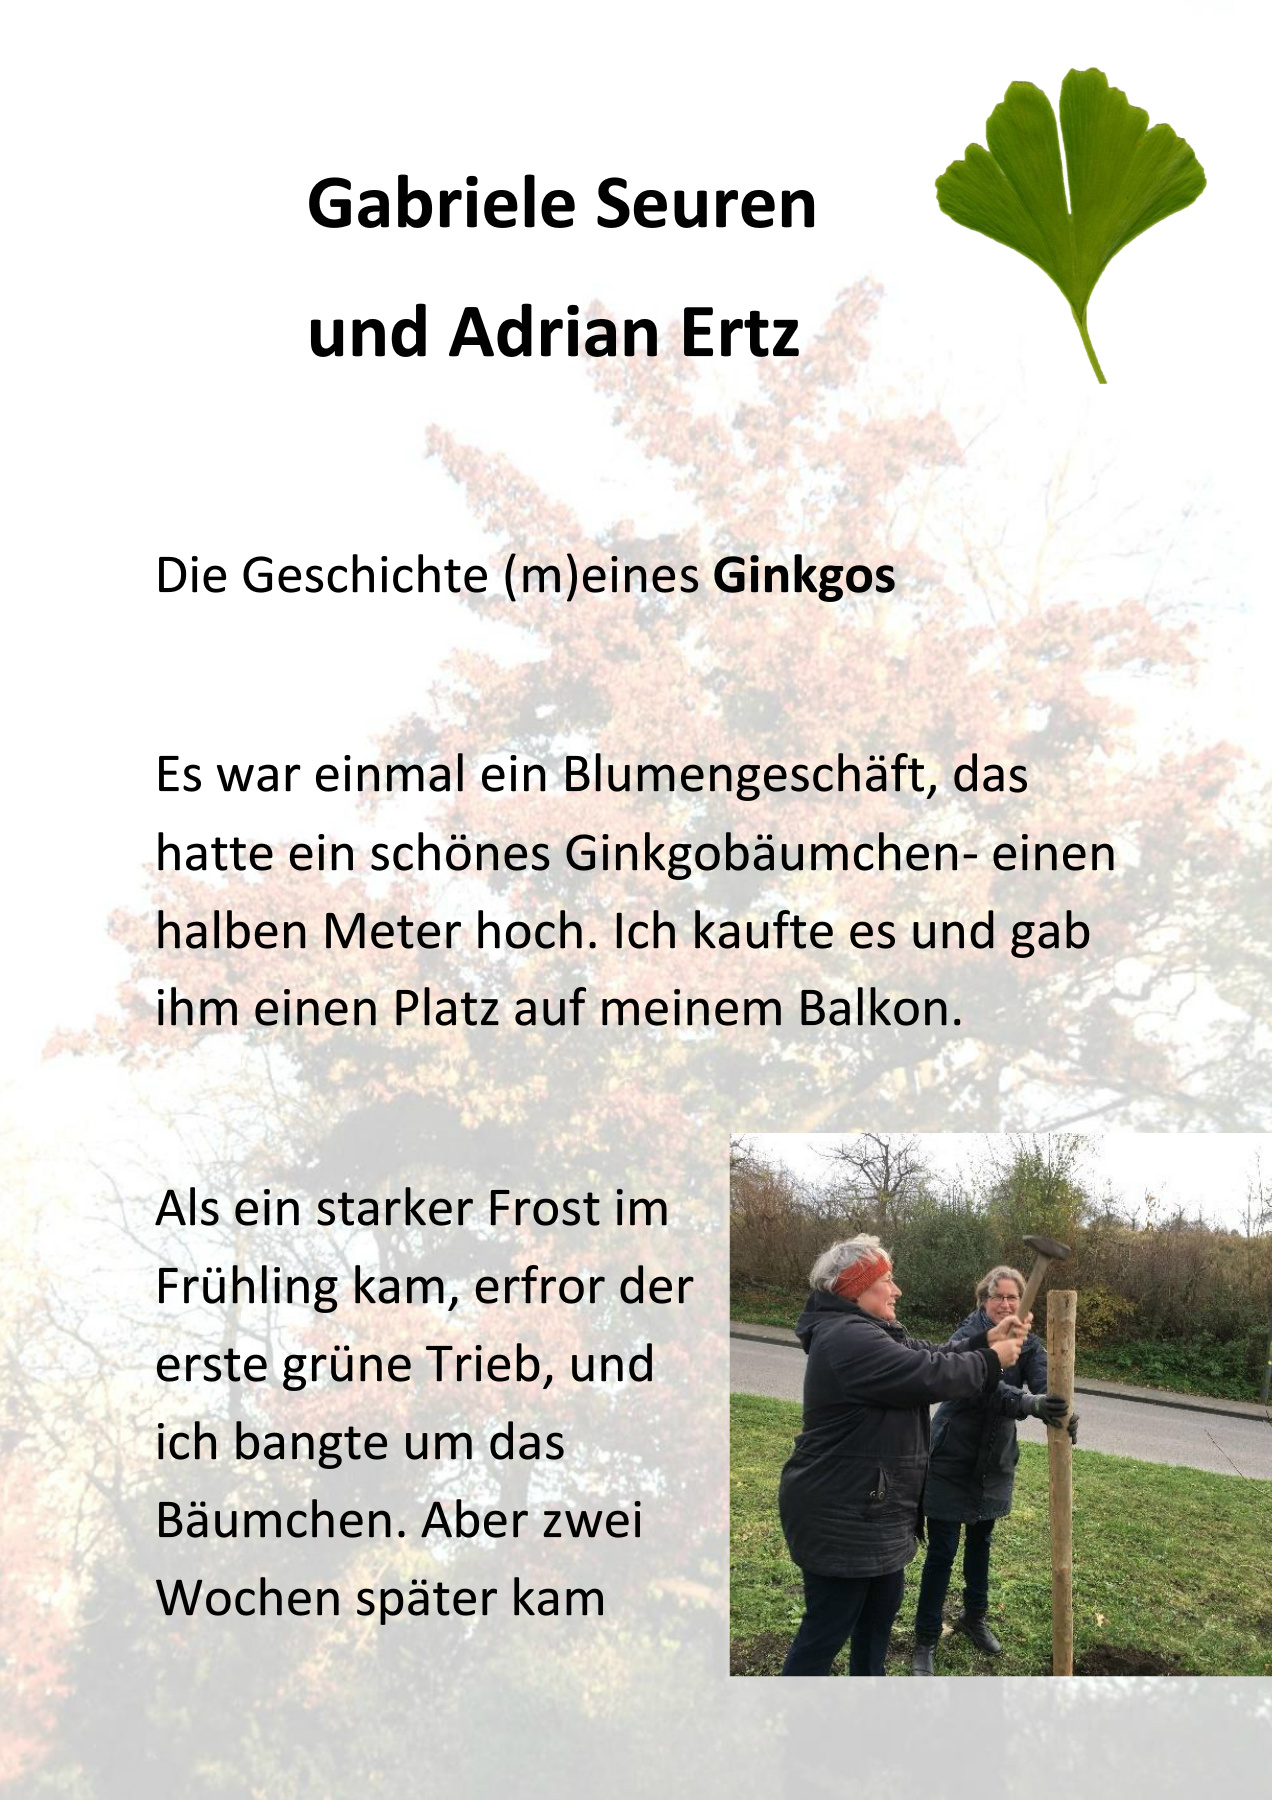 Gabriele Seuren
und Adrian Ertz
Die Geschichte (m)eines Ginkgos
Es war einmal ein Blumengeschäft, das
hatte ein schönes Ginkgobäumchen- einen
halben Meter hoch. Ich kaufte es und gab
ihm einen Platz auf meinem Balkon.
Als ein starker Frost im
Frühling kam, erfror der
erste grüne Trieb, und
ich bangte um das
Bäumchen. Aber zwei
Wochen später kam